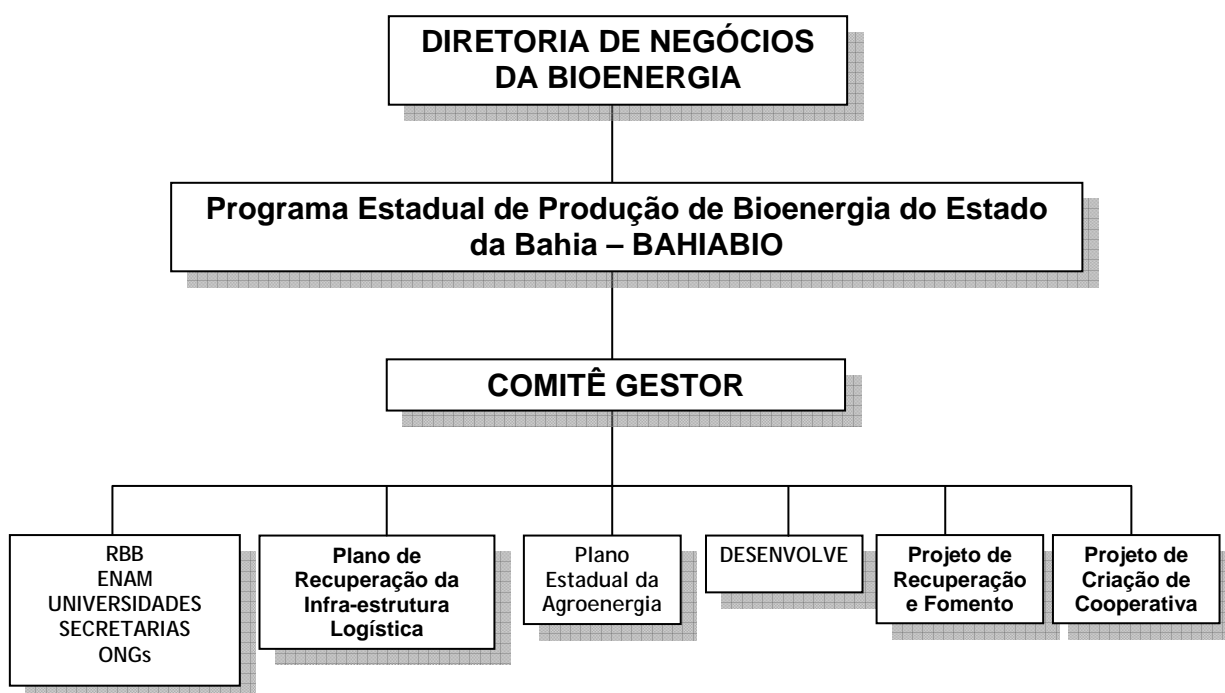 DIRETORIA DE NEGÓCIOS
DA BIOENERGIA
Programa Estadual de Produção de Bioenergia do Estado
da Bahia – BAHIABIO
COMITÊ GESTOR
RBB
ENAM
UNIVERSIDADES
SECRETARIAS
ONGs
Plano de
Recuperação da
Infra-estrutura
Logística
Plano
Estadual da
Agroenergia
DESENVOLVE
Projeto de
Recuperação
e Fomento
Projeto de
Criação de
Cooperativa